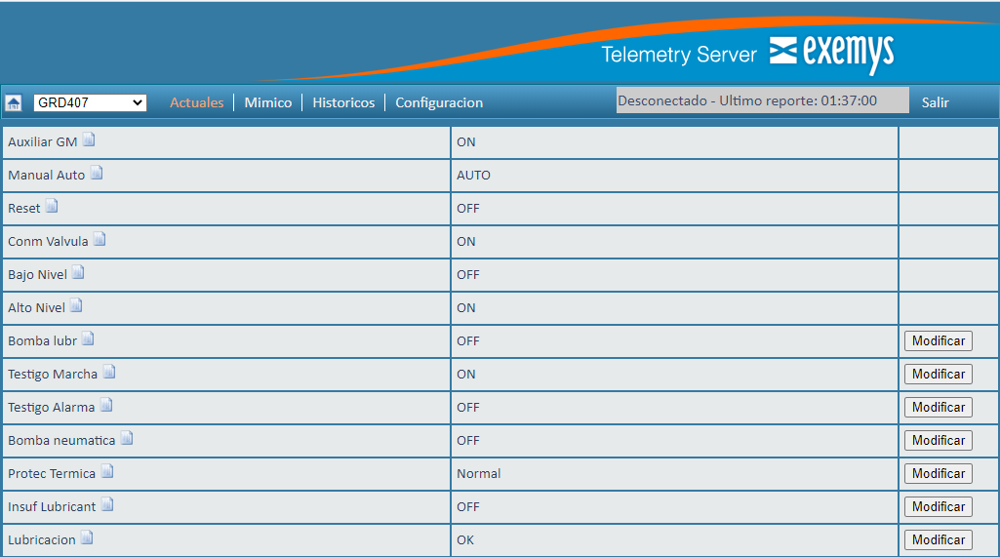 Telemetry Server exemys
GRD407 Actuales Mimico Historicos Configuracion Desconectado - Ultimo reporte: 01:37:00 Salir
Auxiliar GM ON
Manual Auto AUTO
Reset OFF
Conm Valvula ON
Bajo Nivel OFF
Alto Nivel ON
Bomba lubr OFF Modificar
Testigo Marcha ON Modificar
Testigo Alarma OFF Modificar
Bomba neumatica OFF Modificar
Protec Termica Normal Modificar
Insuf Lubricant OFF Modificar
Lubricacion OK Modificar